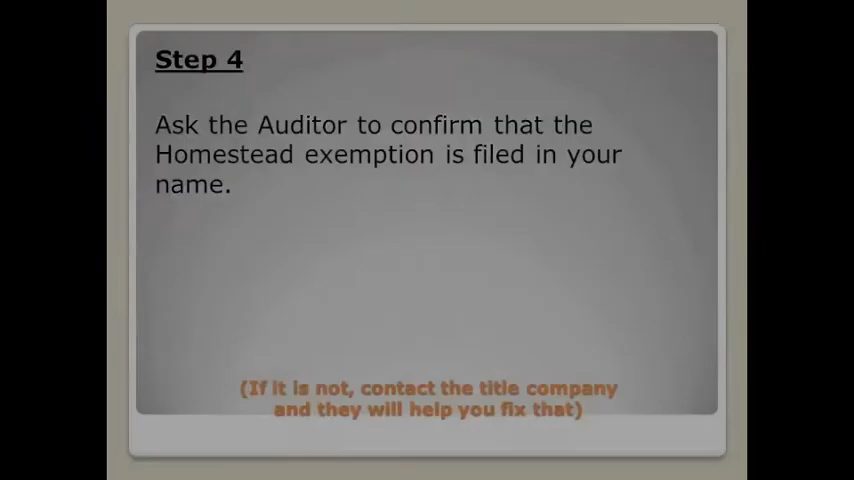 Step 4
Ask the Auditor to confirm that the
Homestead exemption is filed in your
name.
(If it is not, contact the title company
and they will help you fix that)